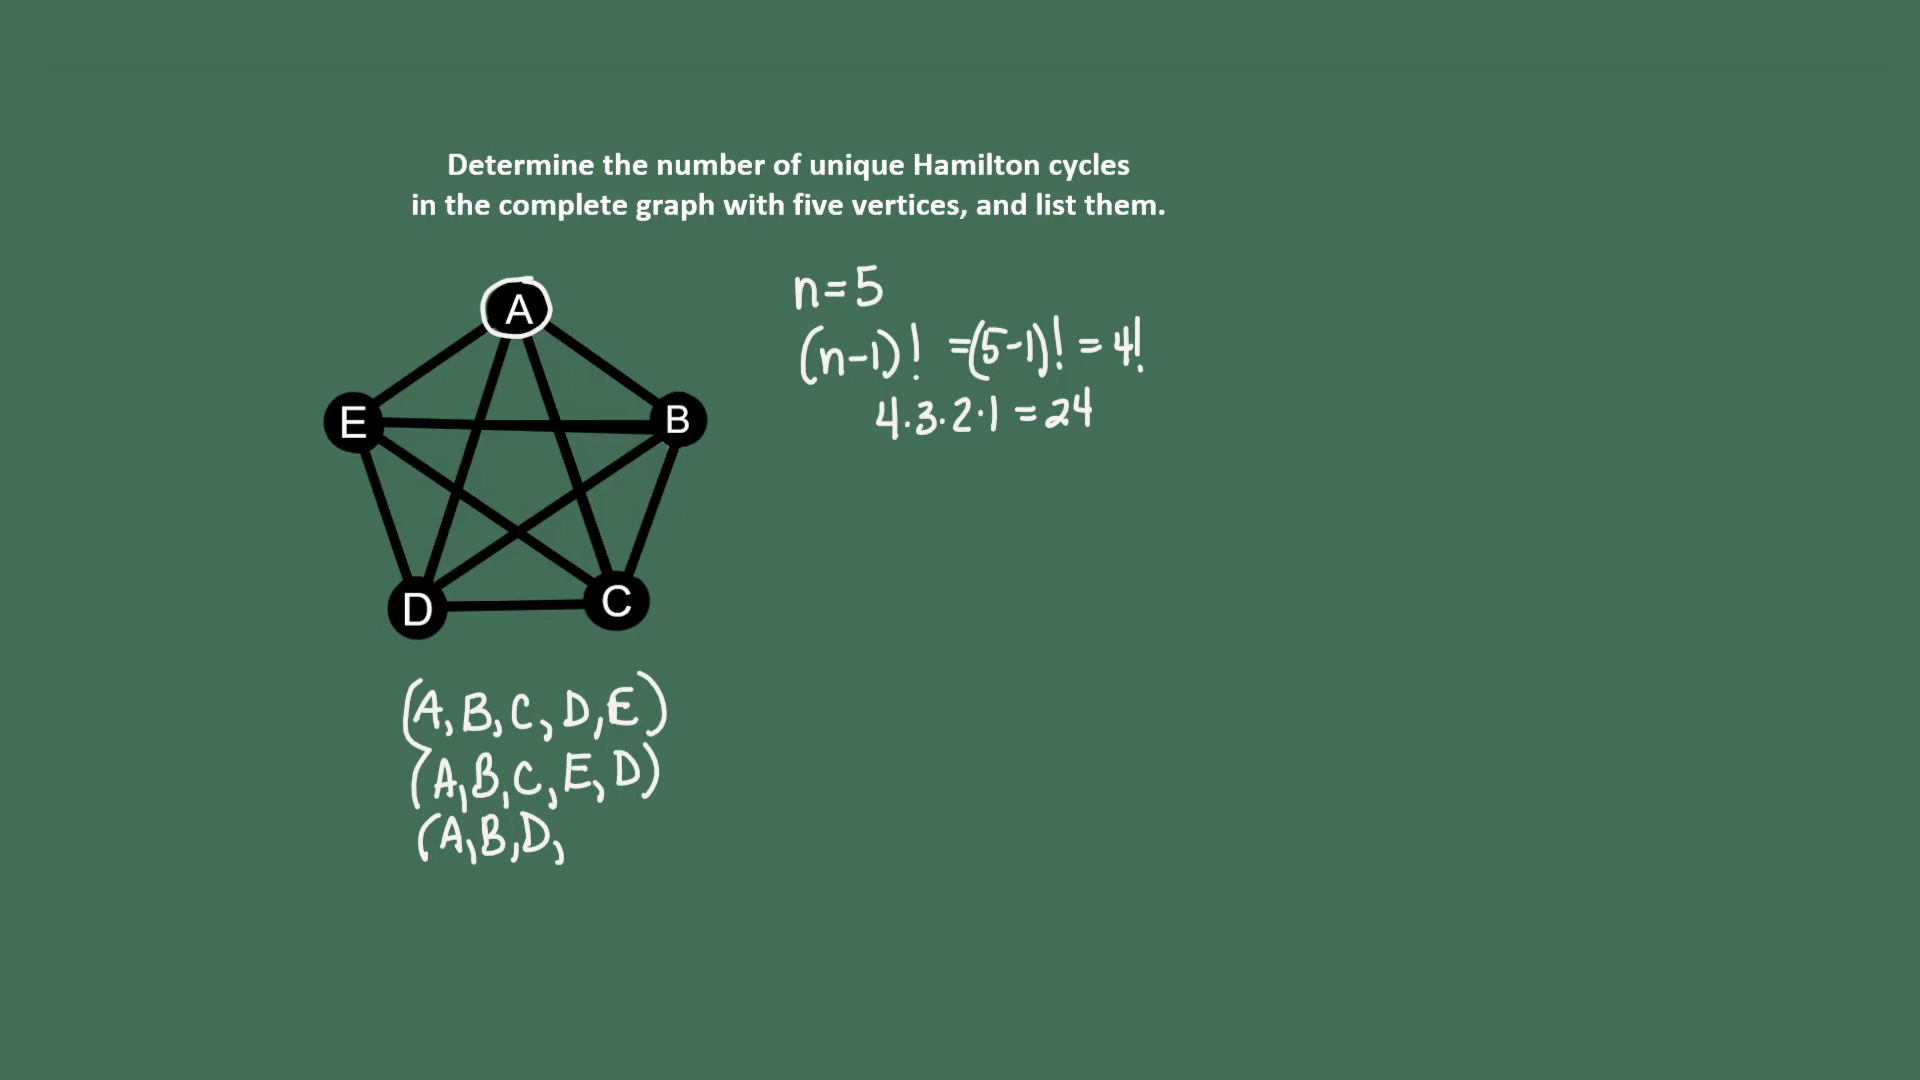 Determine the number of unique Hamilton cycles
in the complete graph with five vertices, and list them.
n=5
(n-1)! =(5-1)! = 4!
4·3·2·1 = 24
A
E
B
D
C
(A,B,C,D,E)
(A,B,C,E,D)
(A,B,D,